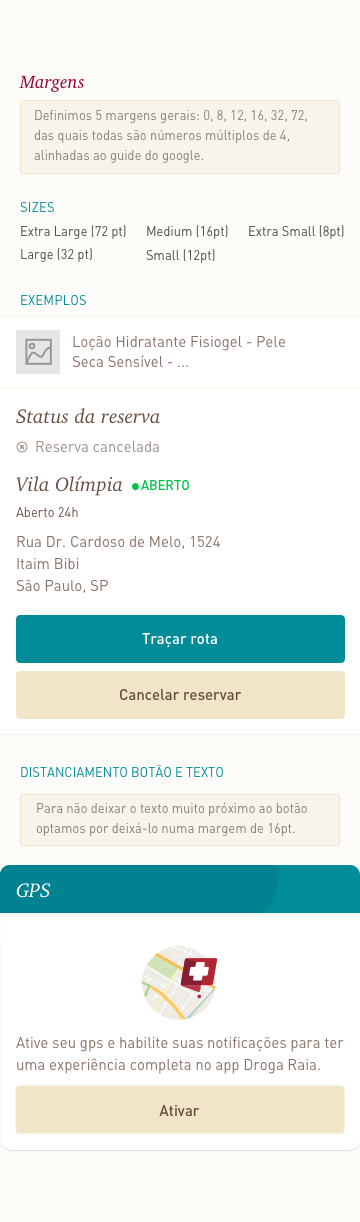 Margens
Definimos 5 margens gerais: 0, 8, 12, 16, 32, 72,
das quais todas são números múltiplos de 4,
alinhadas ao guide do google.
SIZES
Extra Large (72 pt)
Large (32 pt)
Medium (16pt)
Small (12pt)
Extra Small (8pt)
EXEMPLOS
Loção Hidratante Fisiogel - Pele
Seca Sensível - ...
Status da reserva
Reserva cancelada
Vila Olímpia ABERTO
Aberto 24h
Rua Dr. Cardoso de Melo, 1524
Itaim Bibi
São Paulo, SP
Traçar rota
Cancelar reservar
DISTANCIAMENTO BOTÃO E TEXTO
Para não deixar o texto muito próximo ao botão
optamos por deixá-lo numa margem de 16pt.
GPS
Ative seu gps e habilite suas notificações para ter
uma experiência completa no app Droga Raia.
Ativar